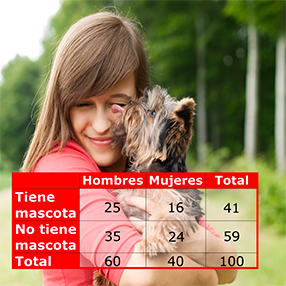 Hombres Mujeres Total
Tiene mascota 25 16 41
No tiene mascota 35 24 59
Total 60 40 100